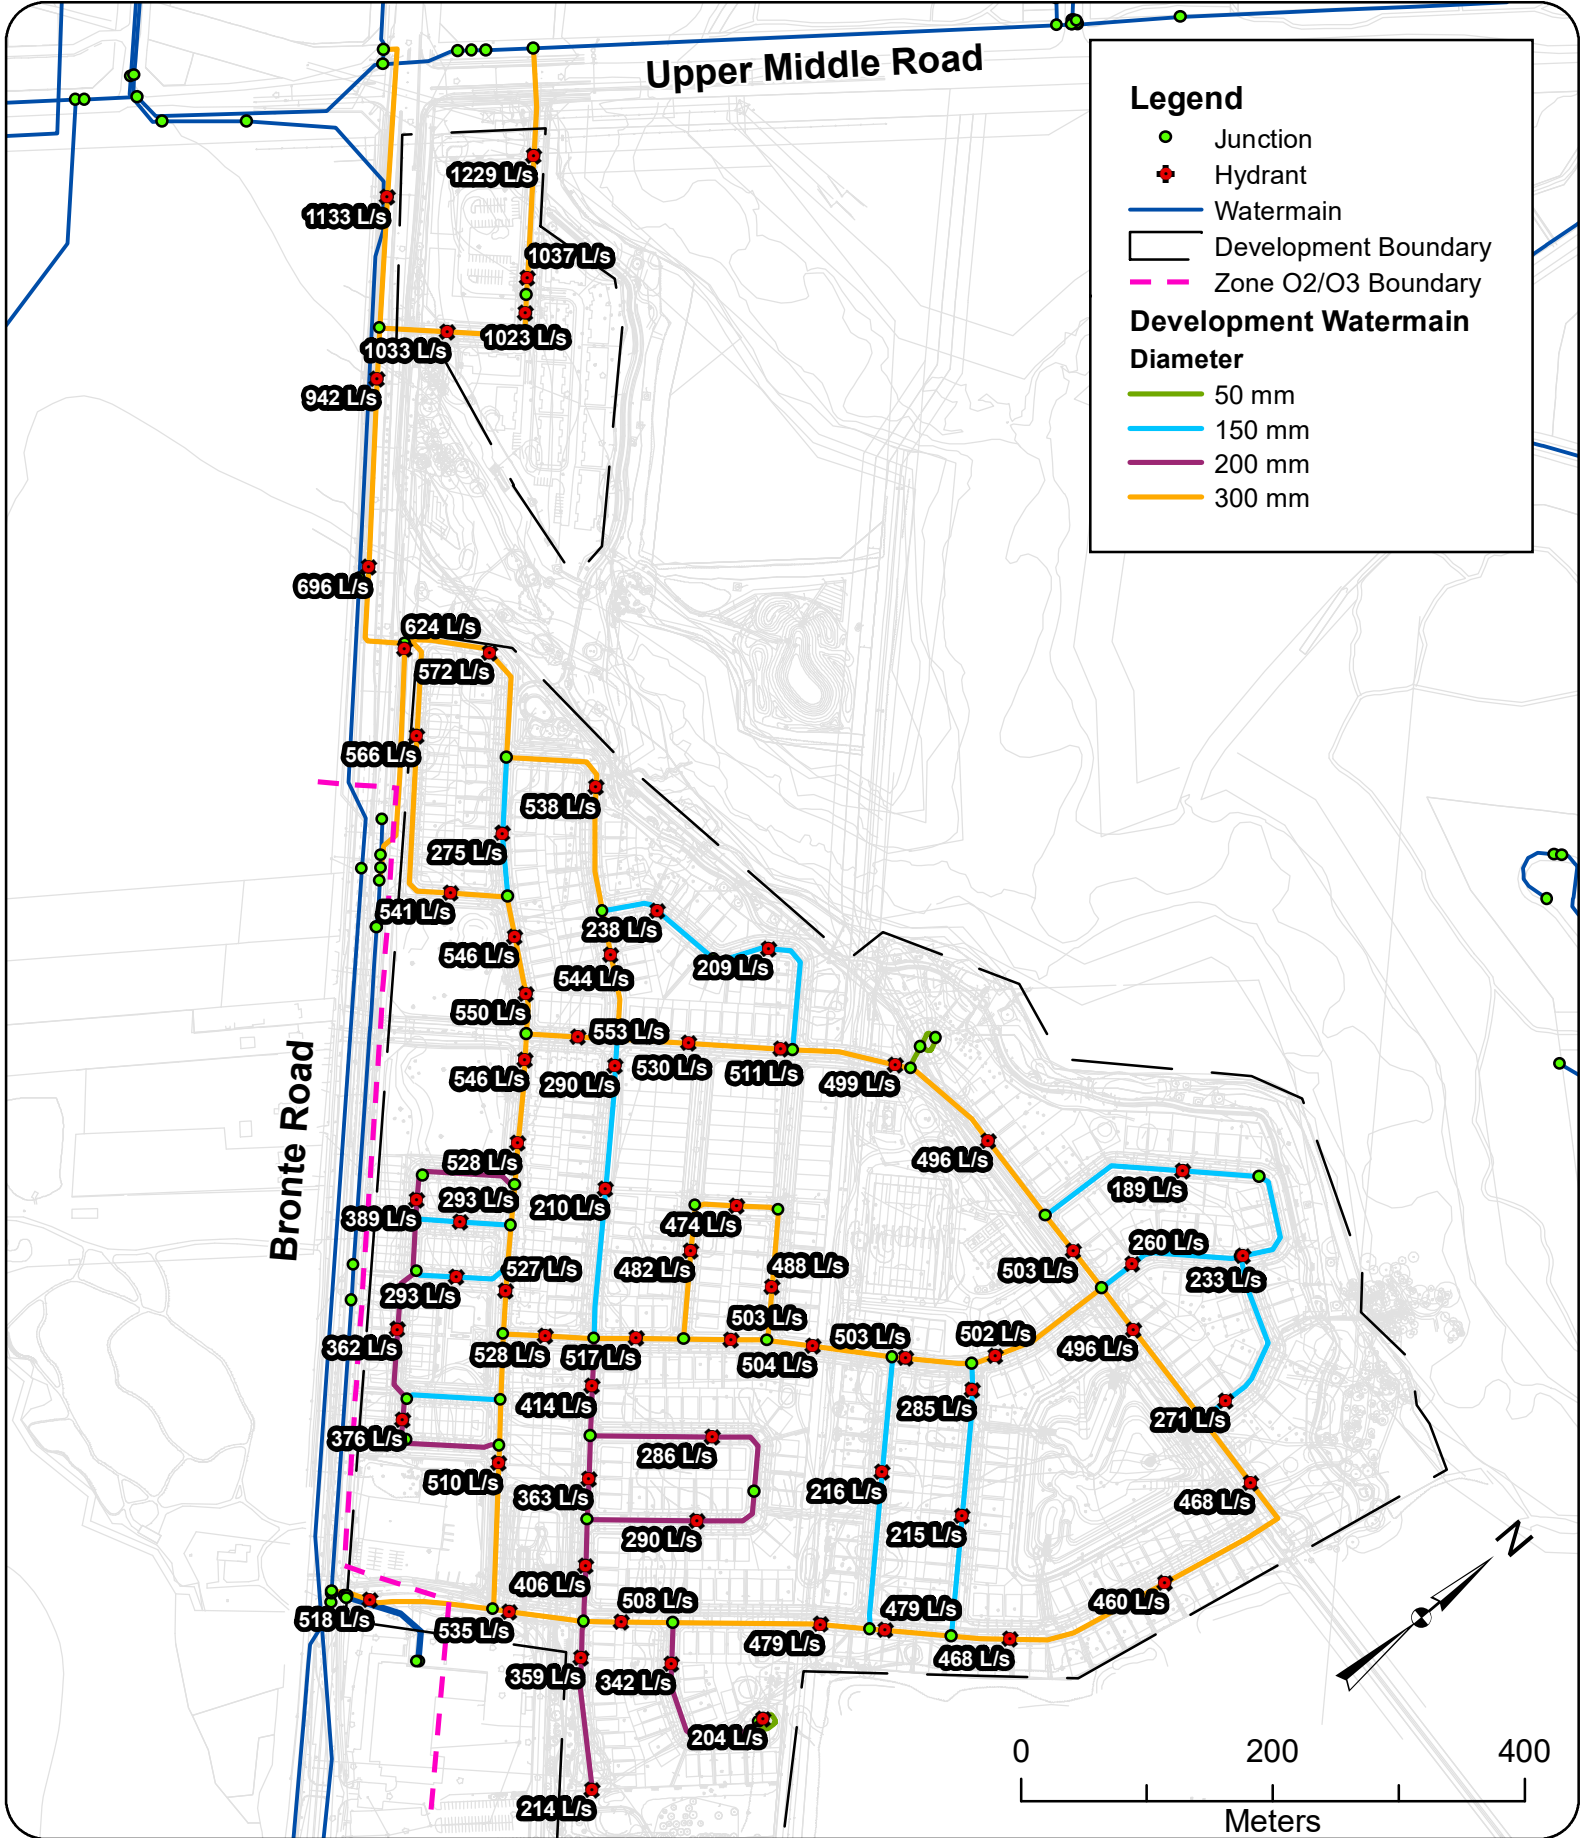 Upper Middle Road
Legend
Junction
Hydrant
Watermain
Development Boundary
Zone O2/O3 Boundary
Development Watermain
Diameter
50 mm
150 mm
200 mm
300 mm
1229 L/s
1133 L/s
1037 L/s
1023 L/s
1033 L/s
942 L/s
696 L/s
624 L/s
572 L/s
566 L/s
538 L/s
275 L/s
541 L/s
238 L/s
546 L/s
544 L/s
209 L/s
550 L/s
553 L/s
530 L/s
511 L/s
546 L/s
290 L/s
499 L/s
Bronte Road
528 L/s
496 L/s
293 L/s
210 L/s
389 L/s
474 L/s
189 L/s
527 L/s
482 L/s
488 L/s
503 L/s
260 L/s
233 L/s
293 L/s
503 L/s
503 L/s
502 L/s
362 L/s
528 L/s
517 L/s
504 L/s
496 L/s
414 L/s
285 L/s
271 L/s
376 L/s
286 L/s
510 L/s
363 L/s
216 L/s
468 L/s
290 L/s
215 L/s
406 L/s
508 L/s
460 L/s
518 L/s
535 L/s
479 L/s
479 L/s
468 L/s
359 L/s
342 L/s
204 L/s
214 L/s
N
0 200 400
Meters